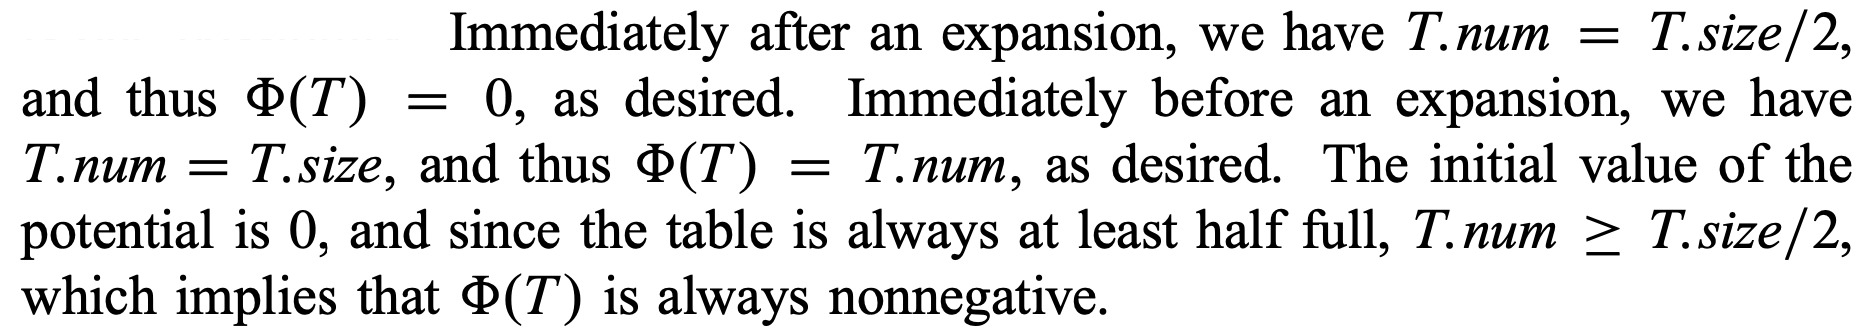 Immediately after an expansion, we have T.num = T.size/2,
and thus Φ(T) = 0, as desired. Immediately before an expansion, we have
T.num = T.size, and thus Φ(T) = T.num, as desired. The initial value of the
potential is 0, and since the table is always at least half full, T.num ≥ T.size/2,
which implies that Φ(T) is always nonnegative.